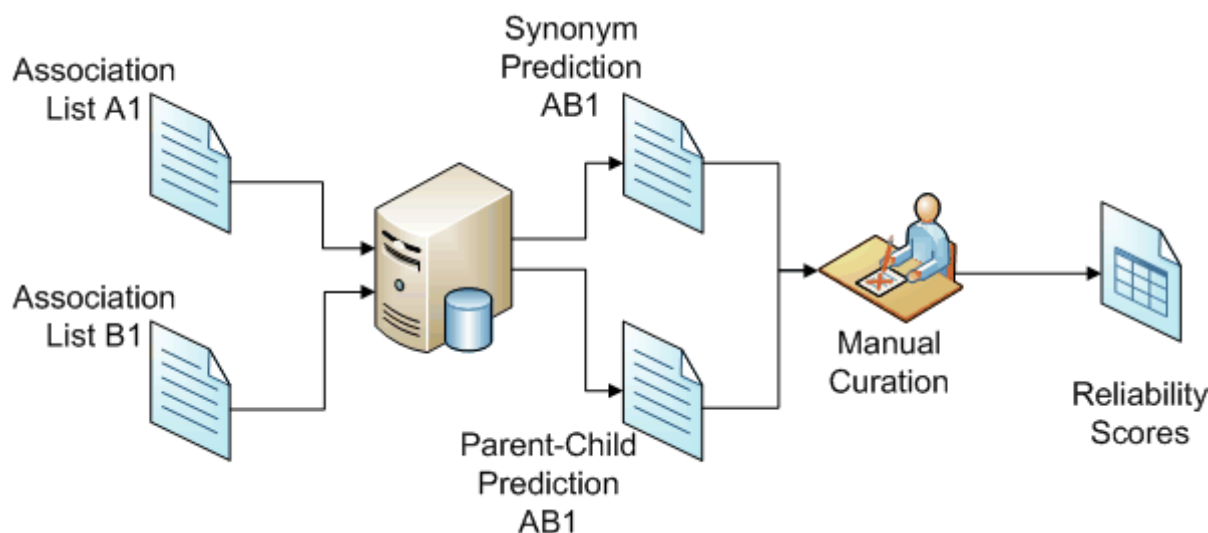 Association
List A1
Association
List B1
Synonym
Prediction
AB1
Parent-Child
Prediction
AB1
Manual
Curation
Reliability
Scores